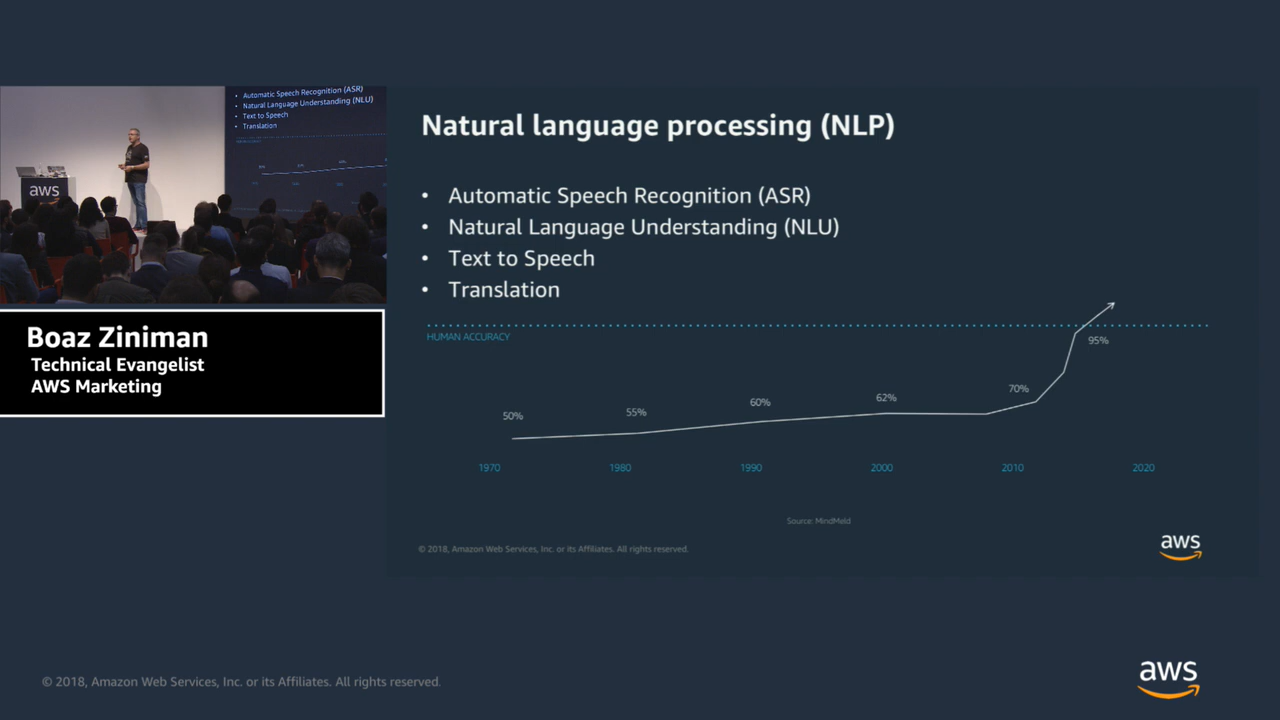 Automatic Speech Recognition (ASR)
Natural Language Understanding (NLU)
Text to Speech
Translation
aws
Boaz Ziniman
Technical Evangelist
AWS Marketing
Natural language processing (NLP)
• Automatic Speech Recognition (ASR)
• Natural Language Understanding (NLU)
• Text to Speech
• Translation
HUMAN ACCURACY
50%
55%
60%
62%
70%
95%
1970 1980 1990 2000 2010 2020
Source: MindMeld
© 2018, Amazon Web Services, Inc. or its Affiliates. All rights reserved.
aws
© 2018, Amazon Web Services, Inc. or its Affiliates. All rights reserved.
aws